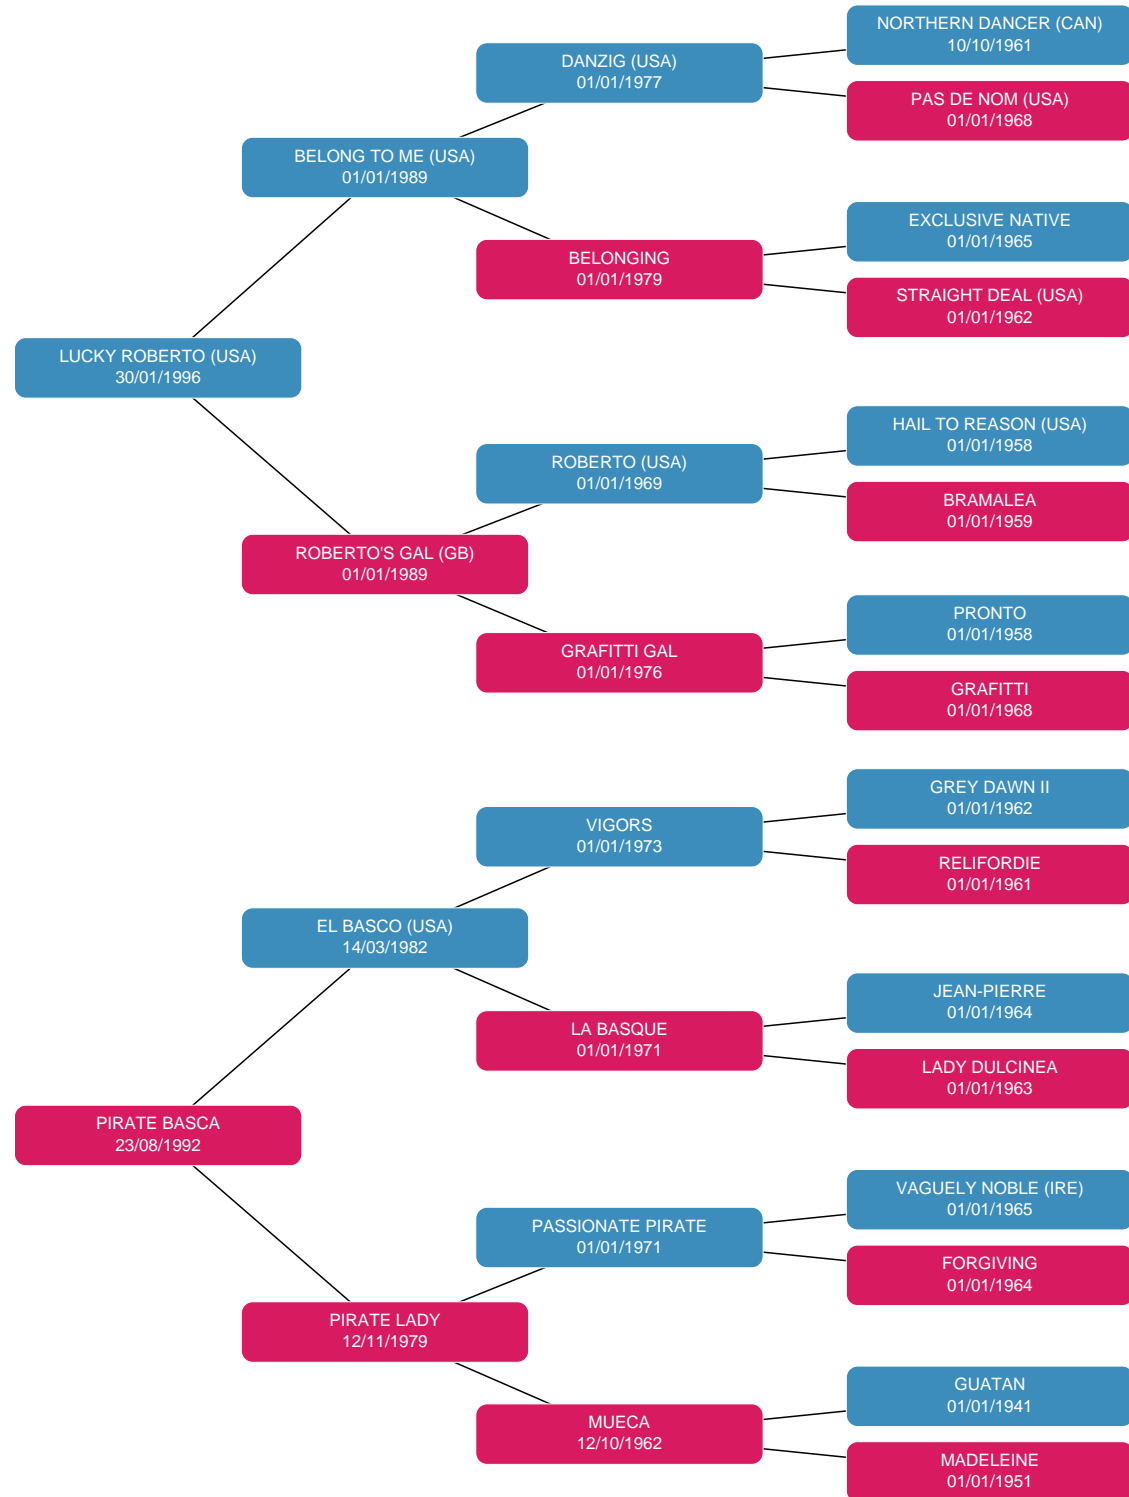 NORTHERN DANCER (CAN)
10/10/1961
DANZIG (USA)
01/01/1977
PAS DE NOM (USA)
01/01/1968
BELONG TO ME (USA)
01/01/1989
EXCLUSIVE NATIVE
01/01/1965
BELONGING
01/01/1979
STRAIGHT DEAL (USA)
01/01/1962
LUCKY ROBERTO (USA)
30/01/1996
HAIL TO REASON (USA)
01/01/1958
ROBERTO (USA)
01/01/1969
BRAMALEA
01/01/1959
ROBERTO'S GAL (GB)
01/01/1989
PRONTO
01/01/1958
GRAFITTI GAL
01/01/1976
GRAFITTI
01/01/1968
GREY DAWN II
01/01/1962
VIGORS
01/01/1973
RELIFORDIE
01/01/1961
EL BASCO (USA)
14/03/1982
JEAN-PIERRE
01/01/1964
LA BASQUE
01/01/1971
LADY DULCINEA
01/01/1963
PIRATE BASCA
23/08/1992
VAGUELY NOBLE (IRE)
01/01/1965
PASSIONATE PIRATE
01/01/1971
FORGIVING
01/01/1964
PIRATE LADY
12/11/1979
GUATAN
01/01/1941
MUECA
12/10/1962
MADELEINE
01/01/1951